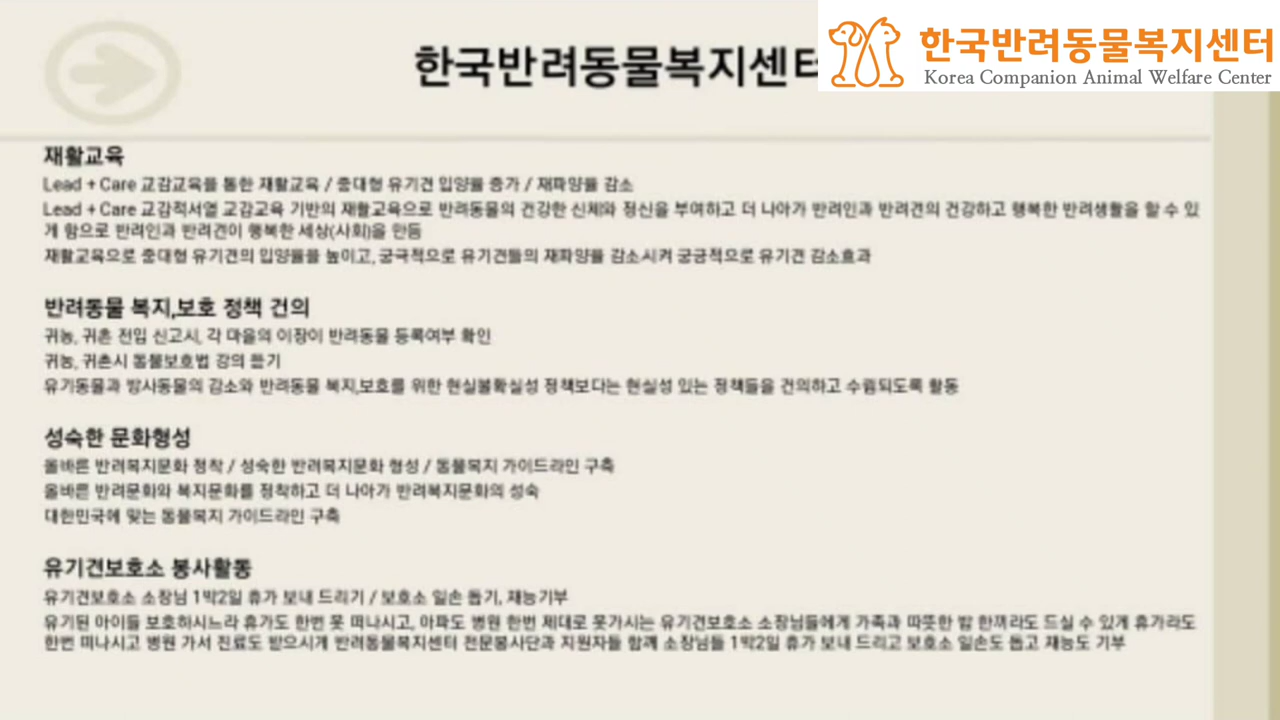 한국반려동물복지센터
한국반려동물복지센터
Korea Companion Animal Welfare Center
재활교육
Lead + Care 교감교육을 통한 재활교육 / 중대형 유기견 입양율 증가 / 재파양율 감소
Lead + Care 교감적서열 교감교육 기반의 재활교육으로 반려동물의 건강한 신체와 정신을 부여하고 더 나아가 반려인과 반려견의 건강하고 행복한 반려생활을 할 수 있
게 함으로 반려인과 반려견이 행복한 세상(사회)을 만듬
재활교육으로 중대형 유기견의 입양율을 높이고, 궁극적으로 유기견들의 재파양율 감소시켜 궁긍적으로 유기견 감소효과
반려동물 복지,보호 정책 건의
귀농, 귀촌 전입 신고시, 각 마을의 이장이 반려동물 등록여부 확인
귀농, 귀촌시 동물보호법 강의 듣기
유기동물과 방사동물의 감소와 반려동물 복지,보호를 위한 현실불확실성 정책보다는 현실성 있는 정책들을 건의하고 수립되도록 활동
성숙한 문화형성
올바른 반려복지문화 정착 / 성숙한 반려복지문화 형성 / 동물복지 가이드라인 구축
올바른 반려문화와 복지문화를 정착하고 더 나아가 반려복지문화의 성숙
대한민국에 맞는 동물복지 가이드라인 구축
유기견보호소 봉사활동
유기견보호소 소장님 1박2일 휴가 보내 드리기 / 보호소 일손 돕기, 재능기부
유기된 아이들 보호하시느라 휴가도 한번 못 떠나시고, 아파도 병원 한번 제대로 못가시는 유기견보호소 소장님들에게 가족과 따뜻한 밥 한끼라도 드실 수 있게 휴가라도
한번 떠나시고 병원 가서 진료도 받으시게 반려동물복지센터 전문봉사단과 지원자들 함께 소장님들 1박2일 휴가 보내 드리고 보호소 일손도 돕고 재능도 기부